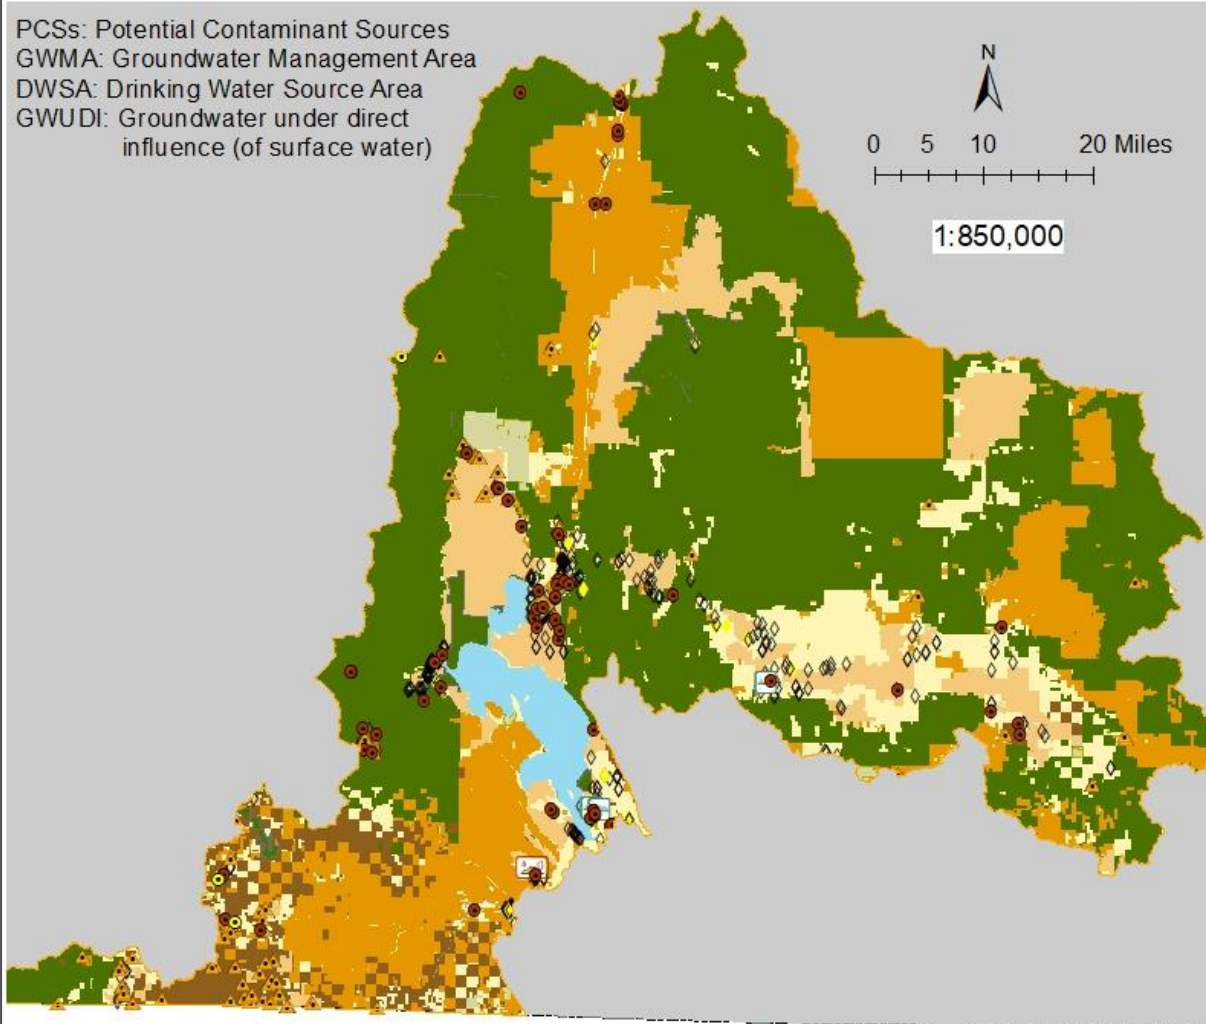 PCSs: Potential Contaminant Sources
GWMA: Groundwater Management Area
DWSA: Drinking Water Source Area
GWUDI: Groundwater under direct
influence (of surface water)
N
0 5 10 20 Miles
1:850,000